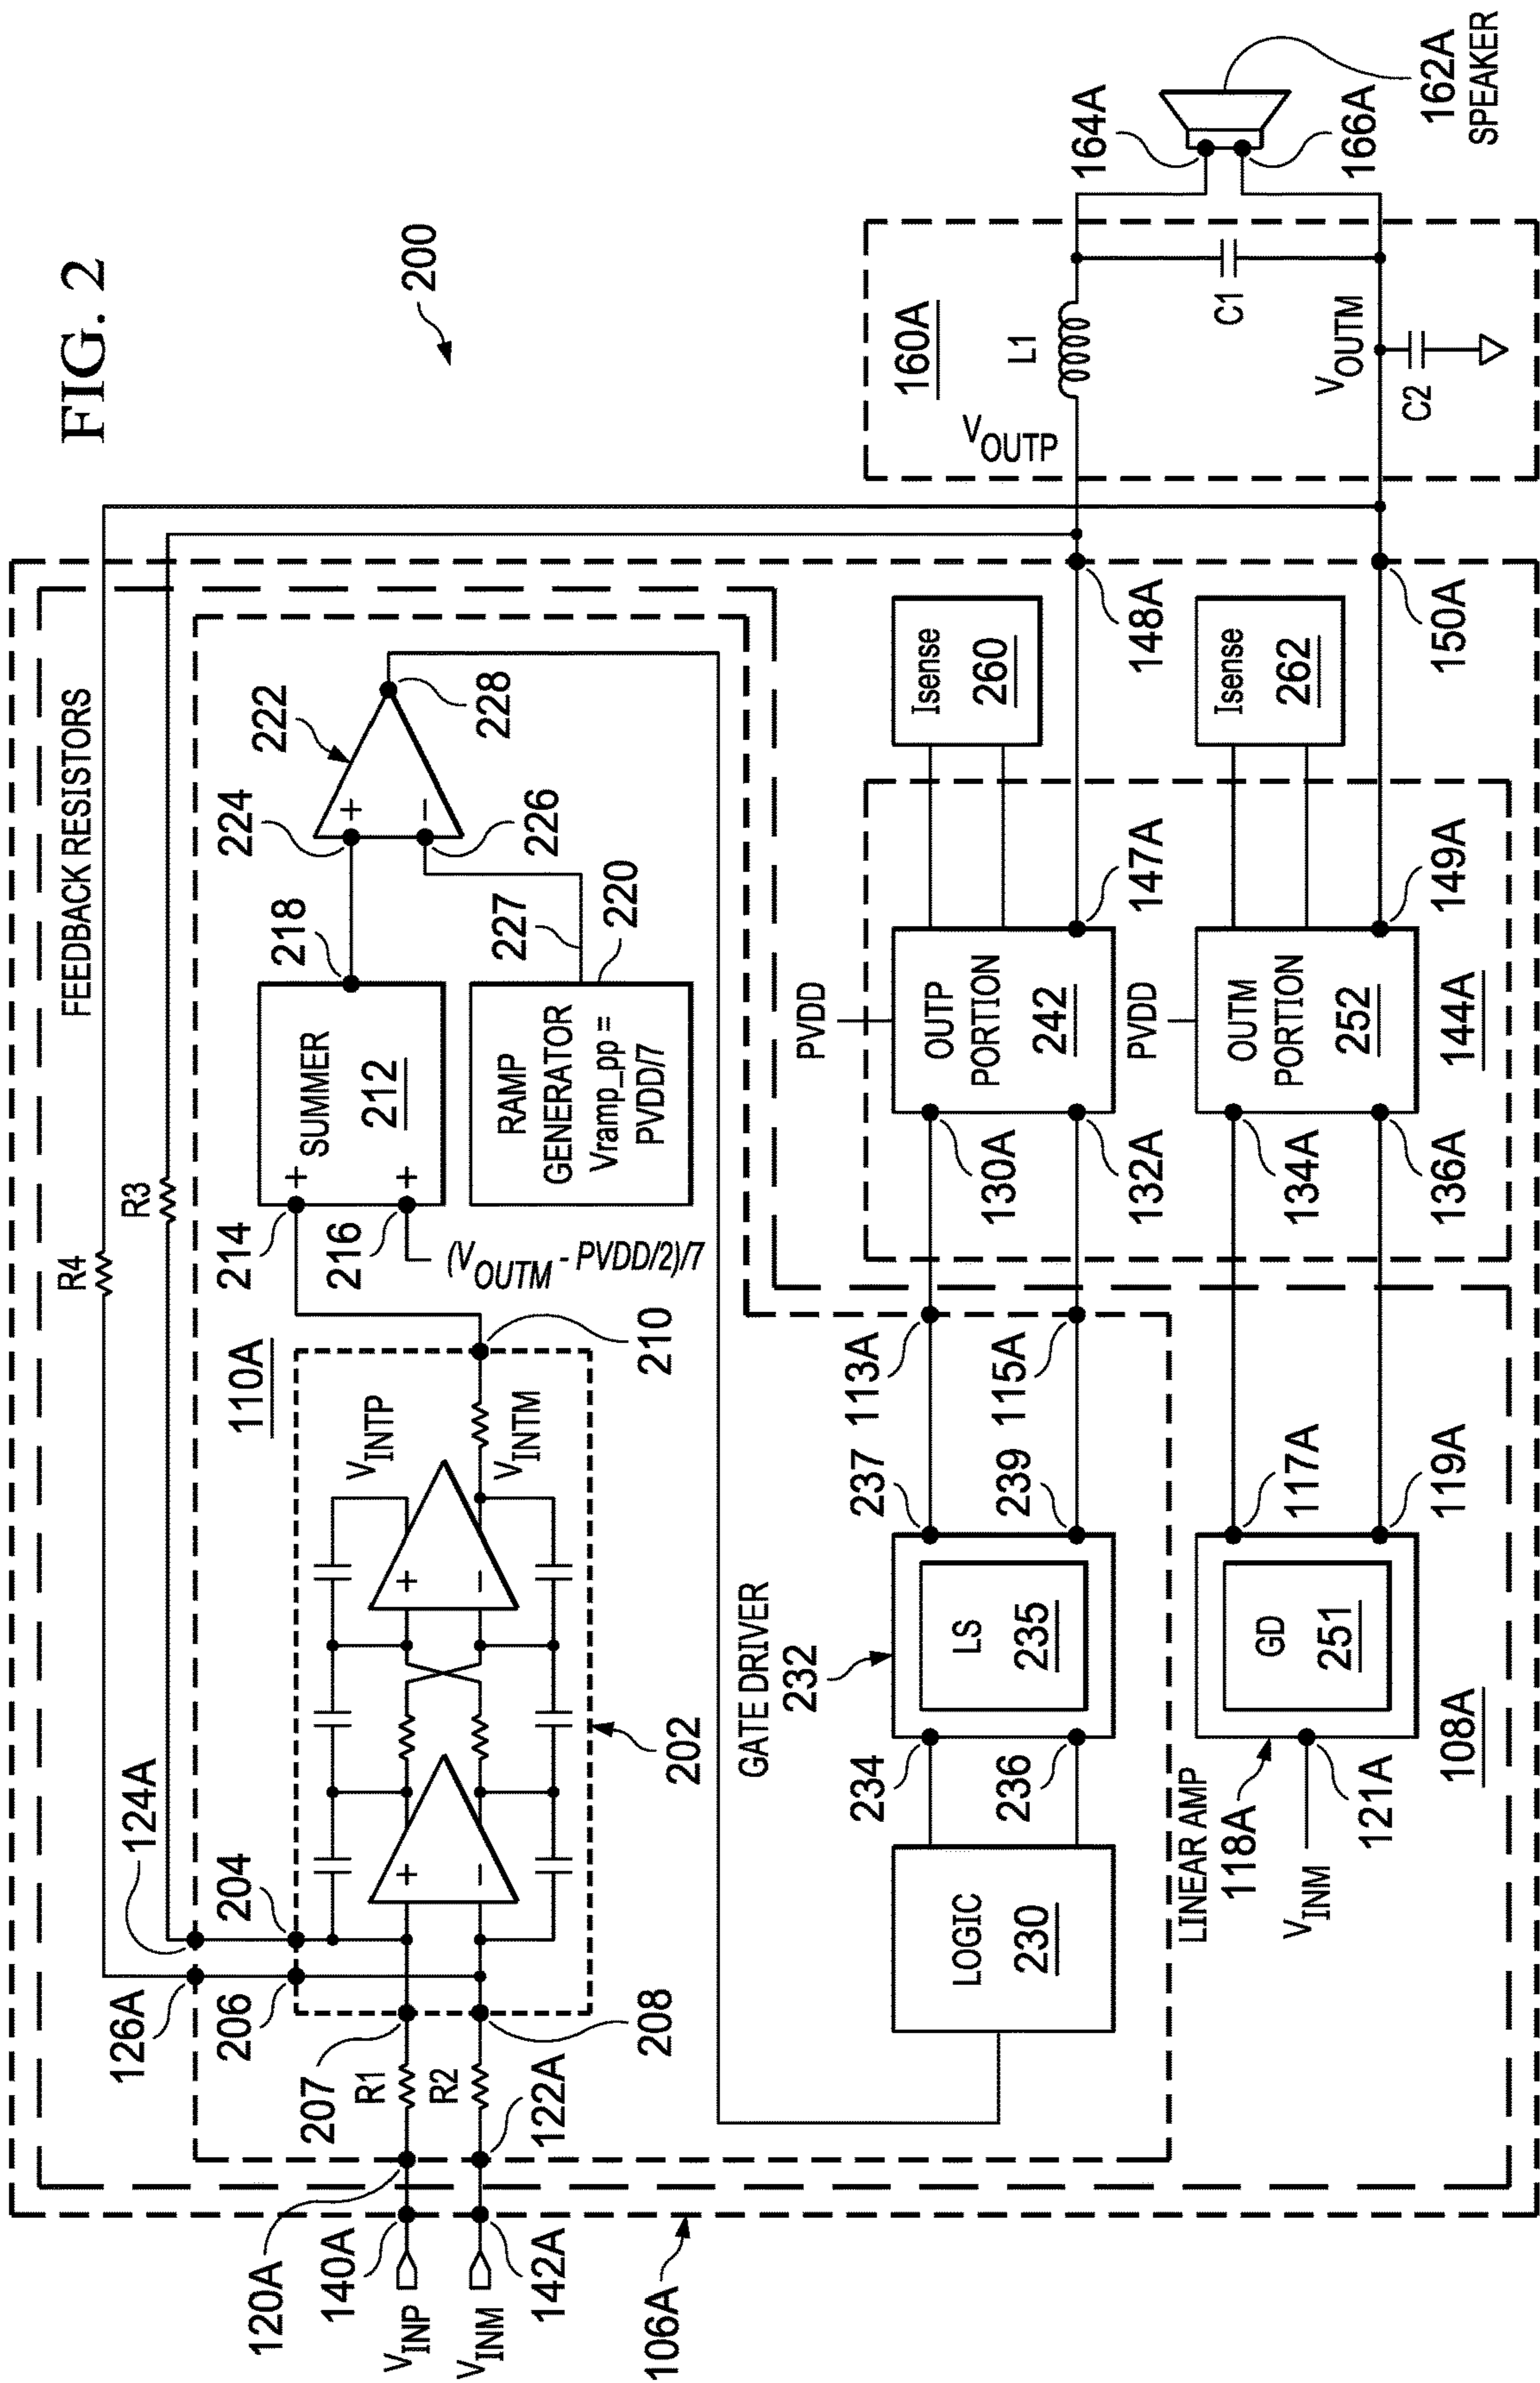 FIG. 2
200
FEEDBACK RESISTORS
R4
R3
126A
124A
206
204
110A
120A
140A
VINP
VINM
142A
207
R1
R2
122A
208
+
−
+
−
VINTP
VINTM
202
210
214
216
+
+
SUMMER
212
(VOUTM - PVDD/2)/7
218
RAMP
GENERATOR
Vramp_pp =
PVDD/7
220
227
224
226
222
+
−
228
106A
LOGIC
230
234
236
GATE DRIVER
232
LS
235
237
239
113A
115A
LINEAR AMP
118A
VINM
121A
GD
251
117A
119A
108A
130A
132A
134A
136A
PVDD
OUTP
PORTION
242
PVDD
OUTM
PORTION
252
144A
147A
149A
Isense
260
Isense
262
148A
150A
160A
VOUTP
L1
C1
VOUTM
C2
164A
166A
162A
SPEAKER